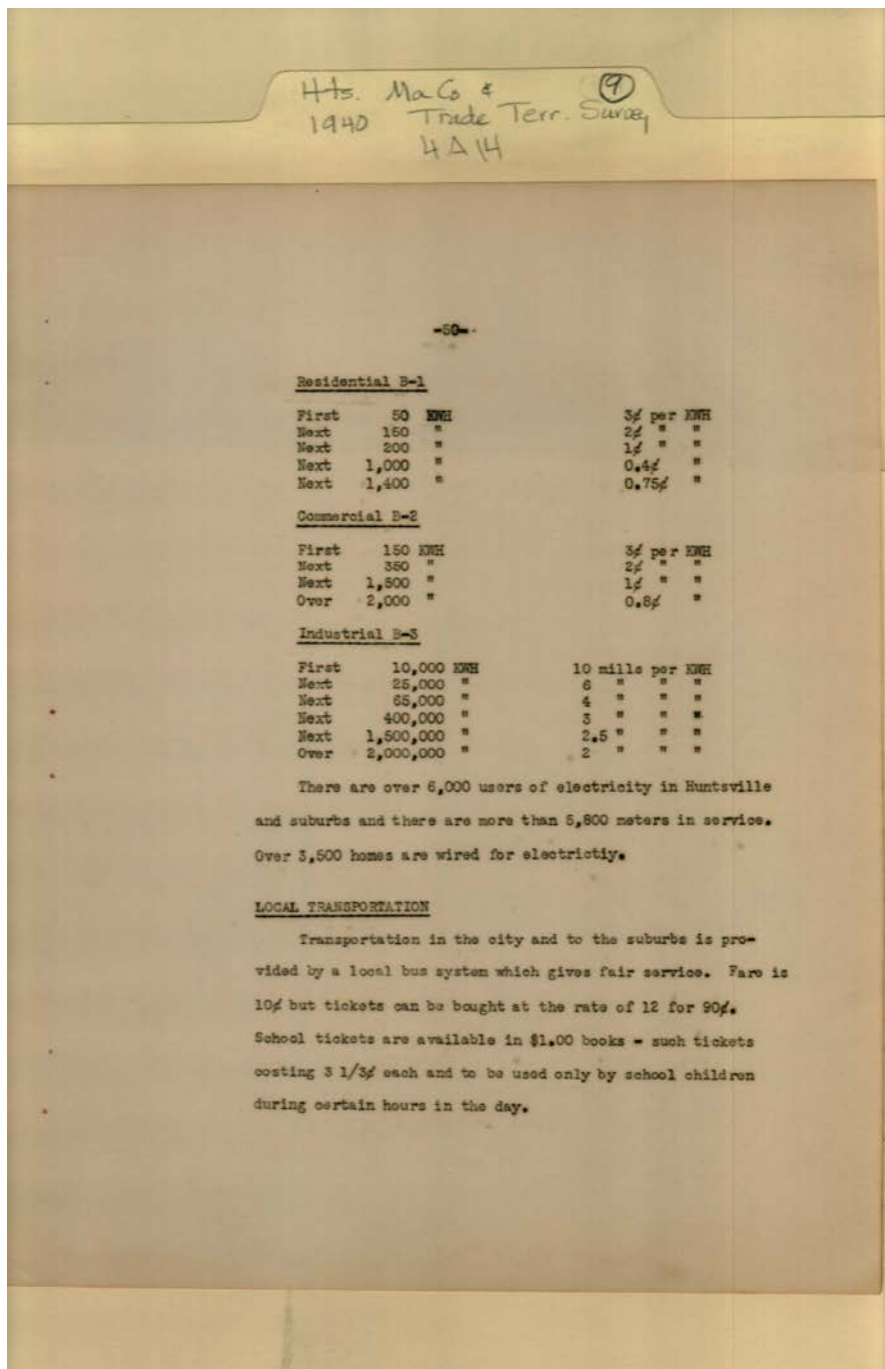 Hts. Ma Co & 9
1940 Trade Terr. Survey
4A14
-50-
Residential B-1
First 50 KWH 3¢ per KWH
Next 150 " 2¢ " "
Next 200 " 1¢ " "
Next 1,000 " 0.4¢ "
Next 1,400 " 0.75¢ "
Commercial B-2
First 150 KWH 3¢ per KWH
Next 350 " 2¢ " "
Next 1,500 " 1¢ " "
Over 2,000 " 0.8¢ "
Industrial B-3
First 10,000 KWH 10 mills per KWH
Next 25,000 " 6 " " "
Next 65,000 " 4 " " "
Next 400,000 " 3 " " "
Next 1,500,000 " 2.5 " " "
Over 2,000,000 " 2 " " "
There are over 6,000 users of electricity in Huntsville
and suburbs and there are more than 5,800 meters in service.
Over 3,500 homes are wired for electrictiy.
LOCAL TRANSPORTATION
Transportation in the city and to the suburbs is pro-
vided by a local bus system which gives fair service. Fare is
10¢ but tickets can be bought at the rate of 12 for 90¢.
School tickets are available in $1.00 books - such tickets
costing 3 1/3¢ each and to be used only by school children
during certain hours in the day.